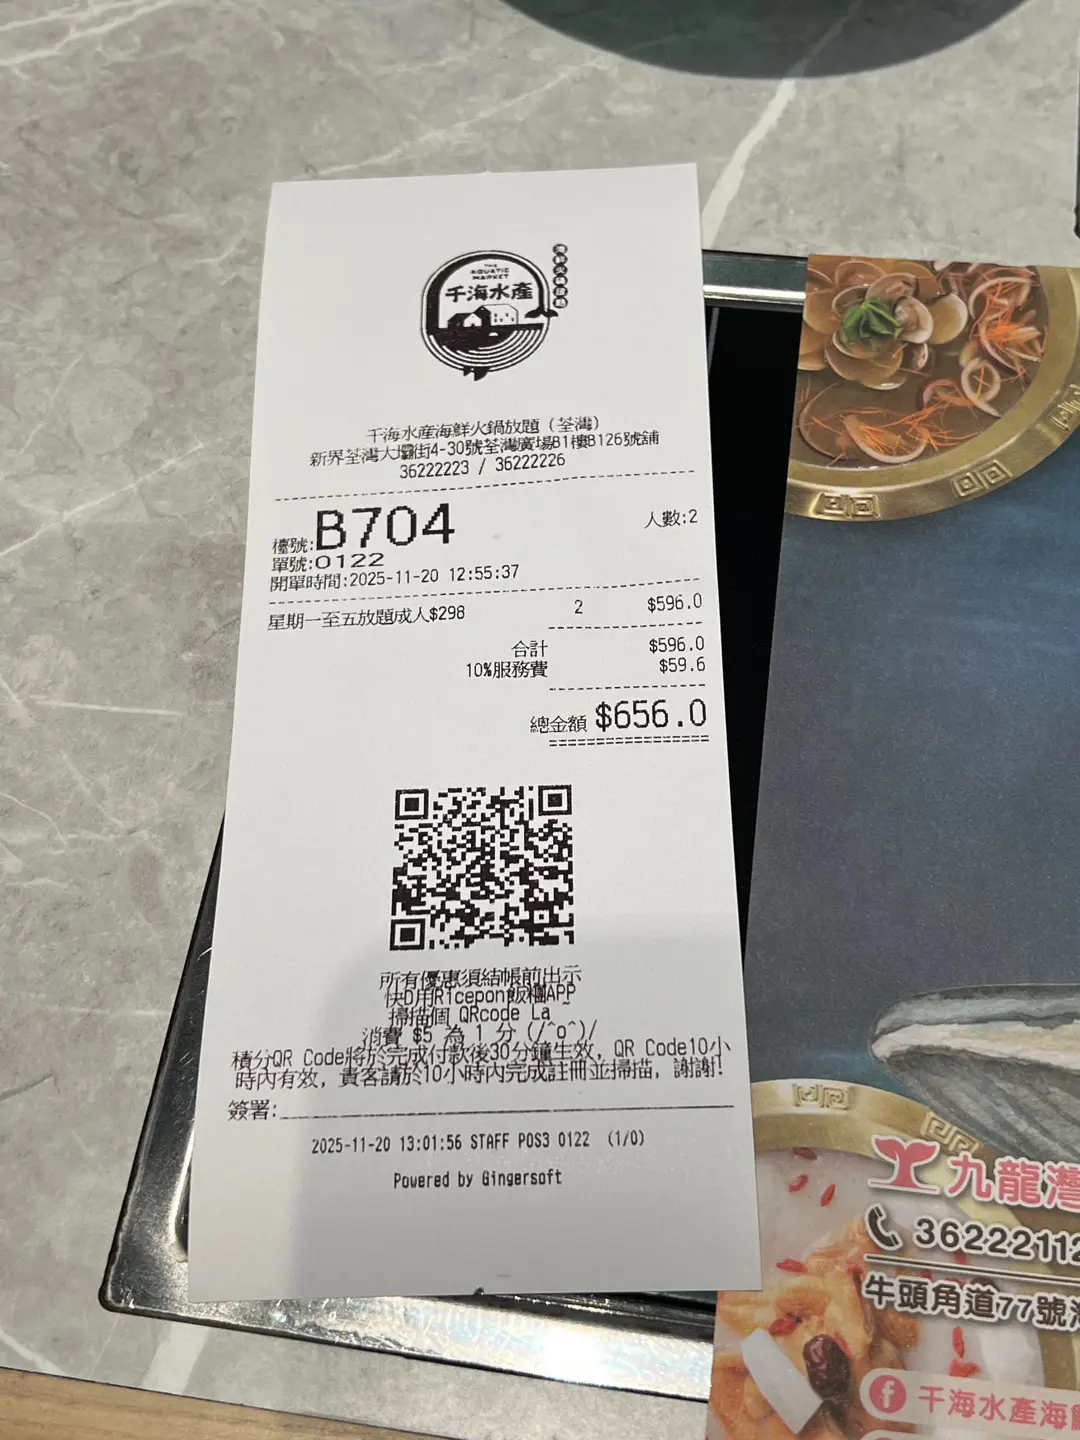 THE
AQUATIC
MARKET
千海水產
千海水產海鮮火鍋放題（荃灣）
新界荃灣大壩街4-30號荃灣廣場B1樓B126號舖
36222223 / 36222226
檯號:B704 人數:2
單號:0122
開單時間:2025-11-20 12:55:37
星期一至五放題成人$298 2 $596.0
合計 $596.0
10%服務費 $59.6
總金額 $656.0
所有優惠須結帳前出示
快D用Ricepon飯糰APP
掃描個 QRcode La~
消費 $5 為 1 分 (/^o^)/
積分QR Code將於完成付款後30分鐘生效, QR Code10小
時內有效, 貴客請於10小時內完成註冊並掃描, 謝謝!
簽署:
2025-11-20 13:01:56 STAFF POS3 0122 (1/0)
Powered by Gingersoft
九龍灣
36222112
牛頭角道77號
千海水產海